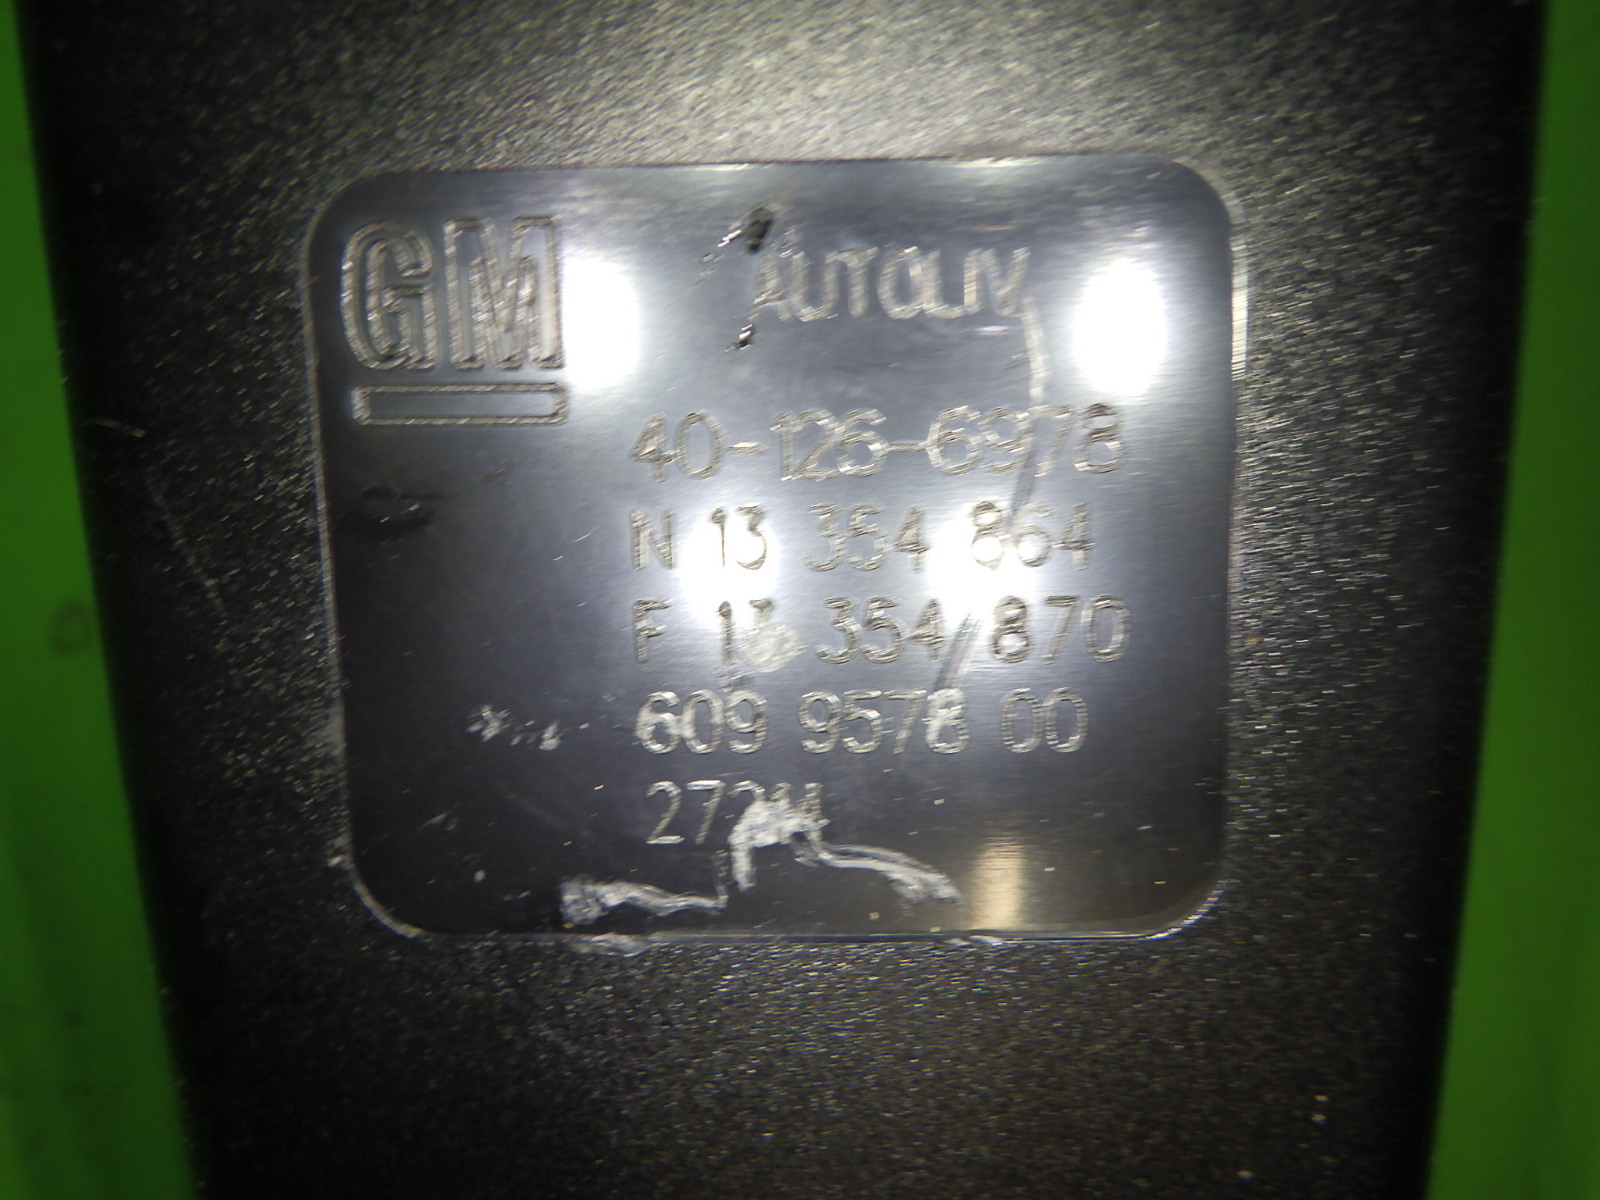 GM
AUTOLIV
40-126-6978
N 13 354 864
F 13 354 870
609 9578 00